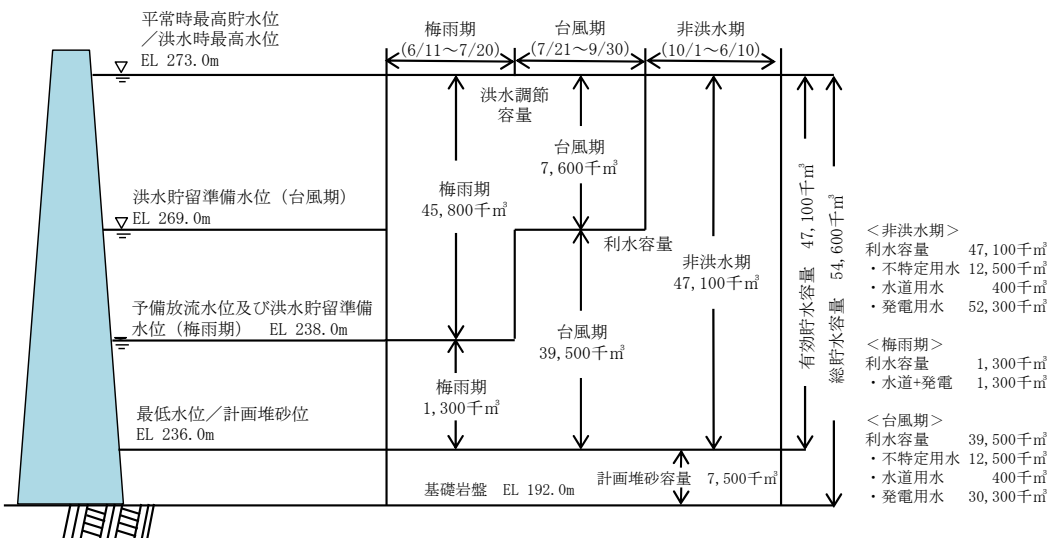 平常時最高貯水位
／洪水時最高水位
EL 273.0m
洪水貯留準備水位（台風期）
EL 269.0m
予備放流水位及び洪水貯留準備
水位（梅雨期） EL 238.0m
最低水位／計画堆砂位
EL 236.0m
梅雨期
(6/11～7/20)
台風期
(7/21～9/30)
非洪水期
(10/1～6/10)
洪水調節
容量
台風期
7,600千㎥
梅雨期
45,800千㎥
利水容量
非洪水期
47,100千㎥
台風期
39,500千㎥
梅雨期
1,300千㎥
計画堆砂容量 7,500千㎥
基礎岩盤 EL 192.0m
有効貯水容量 47,100千㎥
総貯水容量 54,600千㎥
＜非洪水期＞
利水容量 47,100千㎥
・不特定用水 12,500千㎥
・水道用水 400千㎥
・発電用水 52,300千㎥
＜梅雨期＞
利水容量 1,300千㎥
・水道+発電 1,300千㎥
＜台風期＞
利水容量 39,500千㎥
・不特定用水 12,500千㎥
・水道用水 400千㎥
・発電用水 30,300千㎥